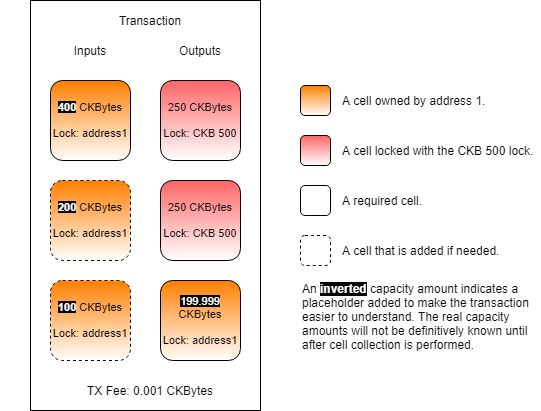 Transaction
Inputs
Outputs
400 CKBytes
Lock: address1
250 CKBytes
Lock: CKB 500
200 CKBytes
Lock: address1
250 CKBytes
Lock: CKB 500
100 CKBytes
Lock: address1
199.999
CKBytes
Lock: address1
TX Fee: 0.001 CKBytes
A cell owned by address 1.
A cell locked with the CKB 500 lock.
A required cell.
A cell that is added if needed.
An inverted capacity amount indicates a
placeholder added to make the transaction
easier to understand. The real capacity
amounts will not be definitively known until
after cell collection is performed.